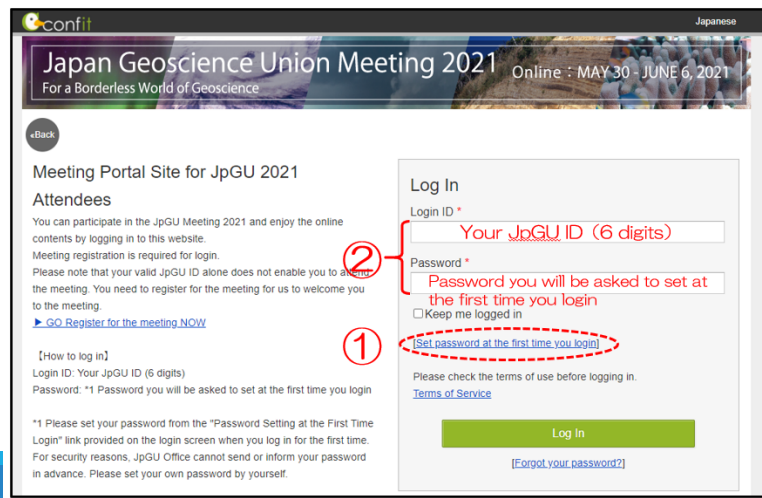 confit
Japanese
Japan Geoscience Union Meeting 2021
Online：MAY 30 - JUNE 6, 2021
For a Borderless World of Geoscience
«Back
Meeting Portal Site for JpGU 2021
Attendees
You can participate in the JpGU Meeting 2021 and enjoy the online
contents by logging in to this website.
Meeting registration is required for login.
Please note that your valid JpGU ID alone does not enable you to attend
the meeting. You need to register for the meeting for us to welcome you
to the meeting.
▶ GO Register for the meeting NOW
【How to log in】
Login ID: Your JpGU ID (6 digits)
Password: *1 Password you will be asked to set at the first time you login
*1 Please set your password from the "Password Setting at the First Time
Login" link provided on the login screen when you log in for the first time.
For security reasons, JpGU Office cannot send or inform your password
in advance. Please set your own password by yourself.
Log In
Login ID *
Your JpGU ID (6 digits)
②
Password *
Password you will be asked to set at
the first time you login
Keep me logged in
①
[Set password at the first time you login]
Please check the terms of use before logging in.
Terms of Service
Log In
[Forgot your password?]